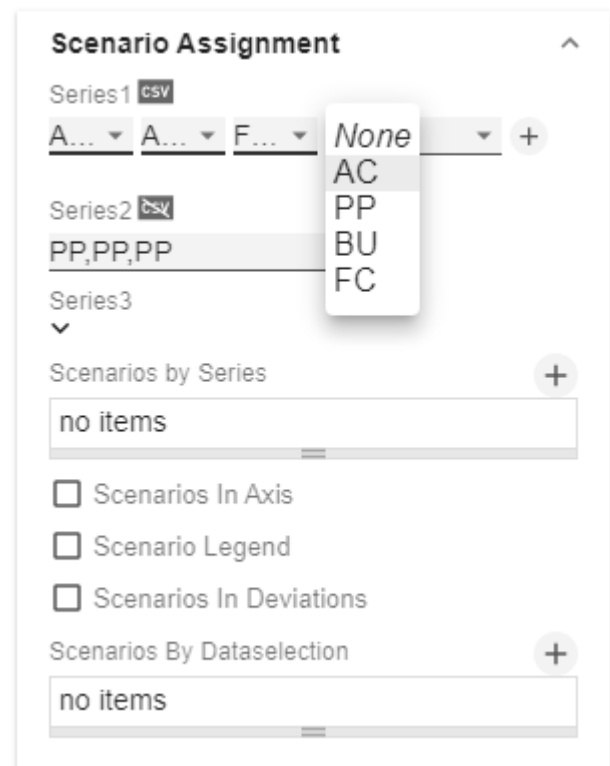 Scenario Assignment
Series1 CSV
A... A... F...
None
AC
PP
BU
FC
Series2 CSV
PP,PP,PP
Series3
Scenarios by Series
no items
Scenarios In Axis
Scenario Legend
Scenarios In Deviations
Scenarios By Dataselection
no items